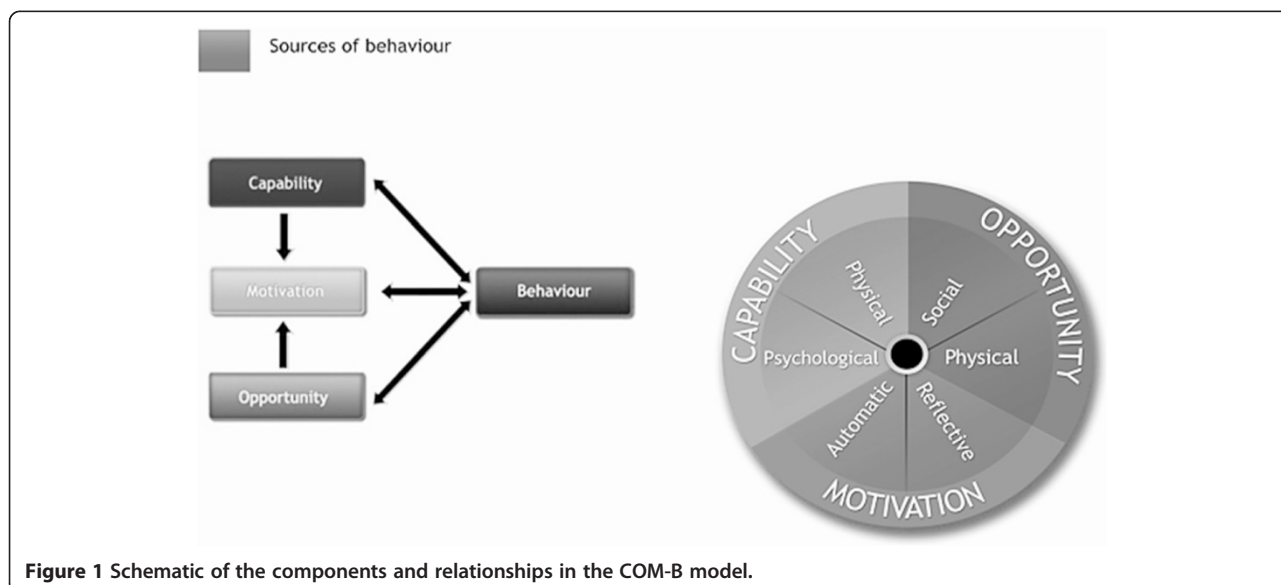 Sources of behaviour
Capability
Motivation
Behaviour
Opportunity
CAPABILITY
OPPORTUNITY
MOTIVATION
Physical
Social
Psychological
Physical
Automatic
Reflective
Figure 1 Schematic of the components and relationships in the COM-B model.